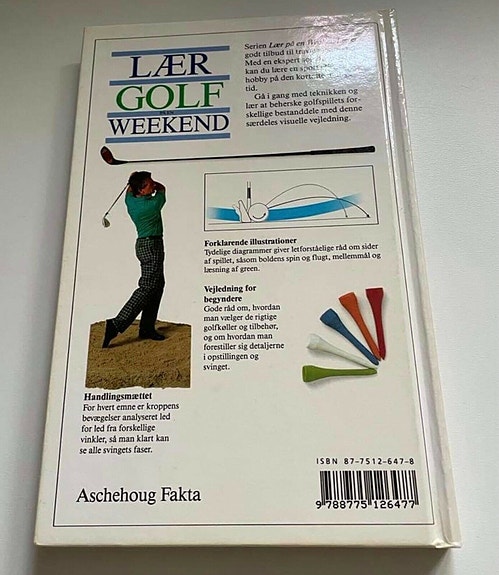 LÆR
GOLF
PÅ EN
WEEKEND
Serien Lær på en
godt tilbud til
Med en ekspert
kan du lære en
hobby på den
tid.
Gå i gang med teknikken og
lær at beherske golfspillets for-
skellige bestanddele med denne
særdeles visuelle vejledning.
Forklarende illustrationer
Tydelige diagrammer giver letforståelige råd om sider
af spillet, såsom boldens spin og flugt, mellemmål og
læsning af green.
Vejledning for
begyndere
Gode råd om, hvordan
man vælger de rigtige
golfkøller og tilbehør,
og om hvordan man
forestiller sig detaljerne
i opstillingen og
svinget.
Handlingsmættet
For hvert emne er kroppens
bevægelser analyseret led
for led fra forskellige
vinkler, så man klart kan
se alle svingets faser.
ISBN 87-7512-647-8
9 788775 126477
Aschehoug Fakta